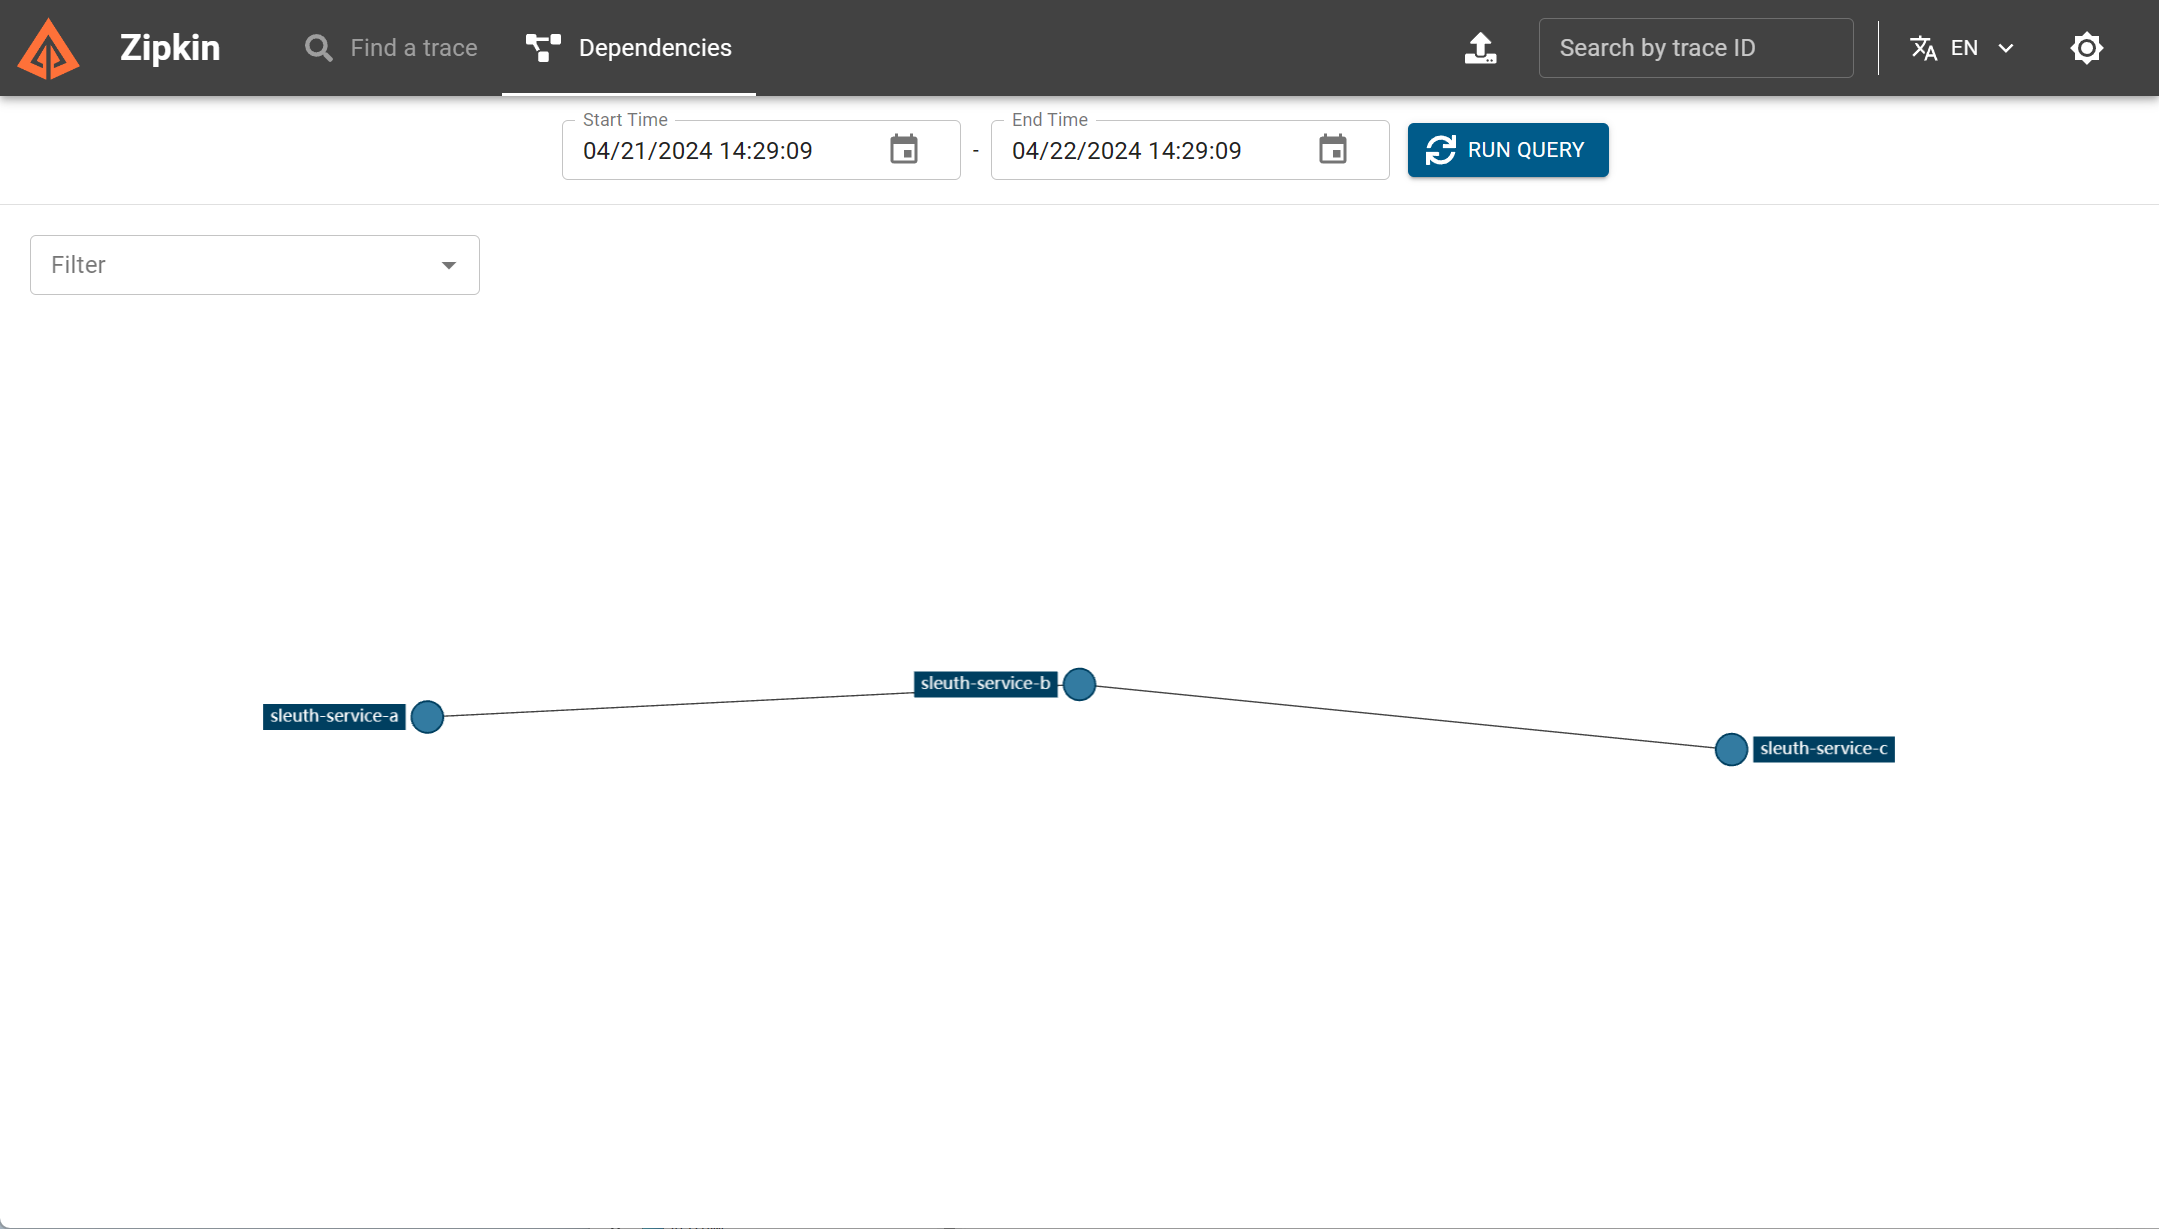 Zipkin
Find a trace
Dependencies
Search by trace ID
EN
Start Time
04/21/2024 14:29:09
-
End Time
04/22/2024 14:29:09
RUN QUERY
Filter
sleuth-service-b
sleuth-service-a
sleuth-service-c